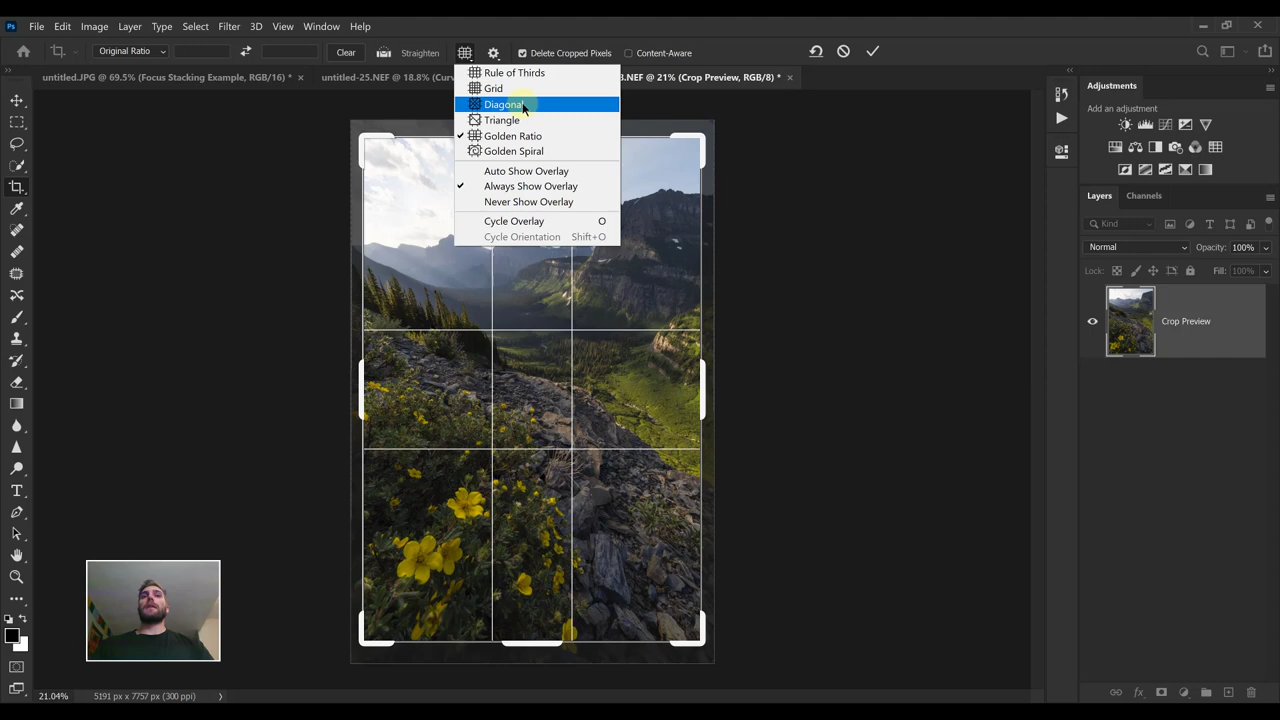 Ps File Edit Image Layer Type Select Filter 3D View Window Help
Original Ratio Clear Straighten Delete Cropped Pixels Content-Aware
untitled.JPG @ 69.5% (Focus Stacking Example, RGB/16) * × untitled-25.NEF @ 18.8% (Cur 3.NEF @ 21% (Crop Preview, RGB/8) * ×
Rule of Thirds
Grid
Diagonal
Triangle
Golden Ratio
Golden Spiral
Auto Show Overlay
Always Show Overlay
Never Show Overlay
Cycle Overlay O
Cycle Orientation Shift+O
Adjustments
Add an adjustment
Layers Channels
Kind
Normal Opacity: 100%
Lock: Fill: 100%
Crop Preview
21.04% 5191 px x 7757 px (300 ppi)